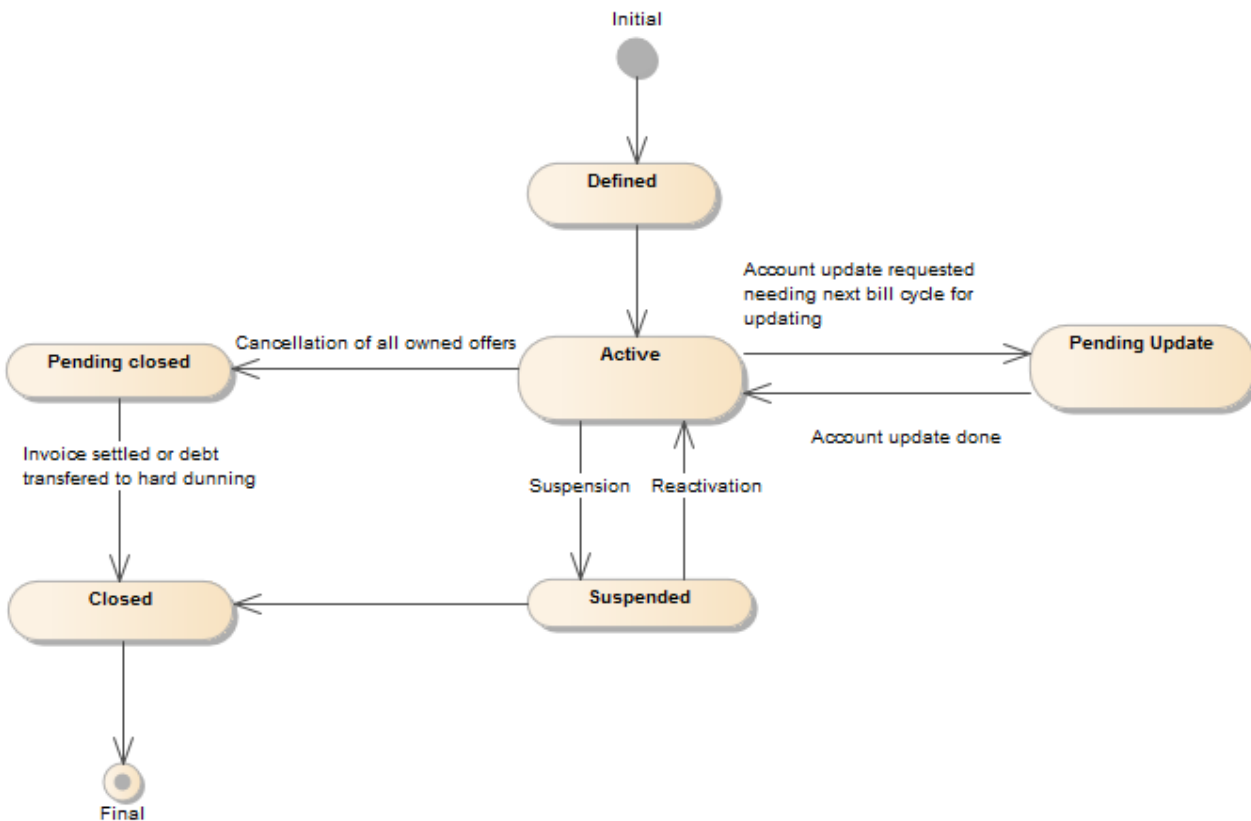 Initial
Defined
Account update requested
needing next bill cycle for
updating
Cancellation of all owned offers
Pending closed
Active
Pending Update
Account update done
Invoice settled or debt
transfered to hard dunning
Suspension
Reactivation
Closed
Suspended
Final